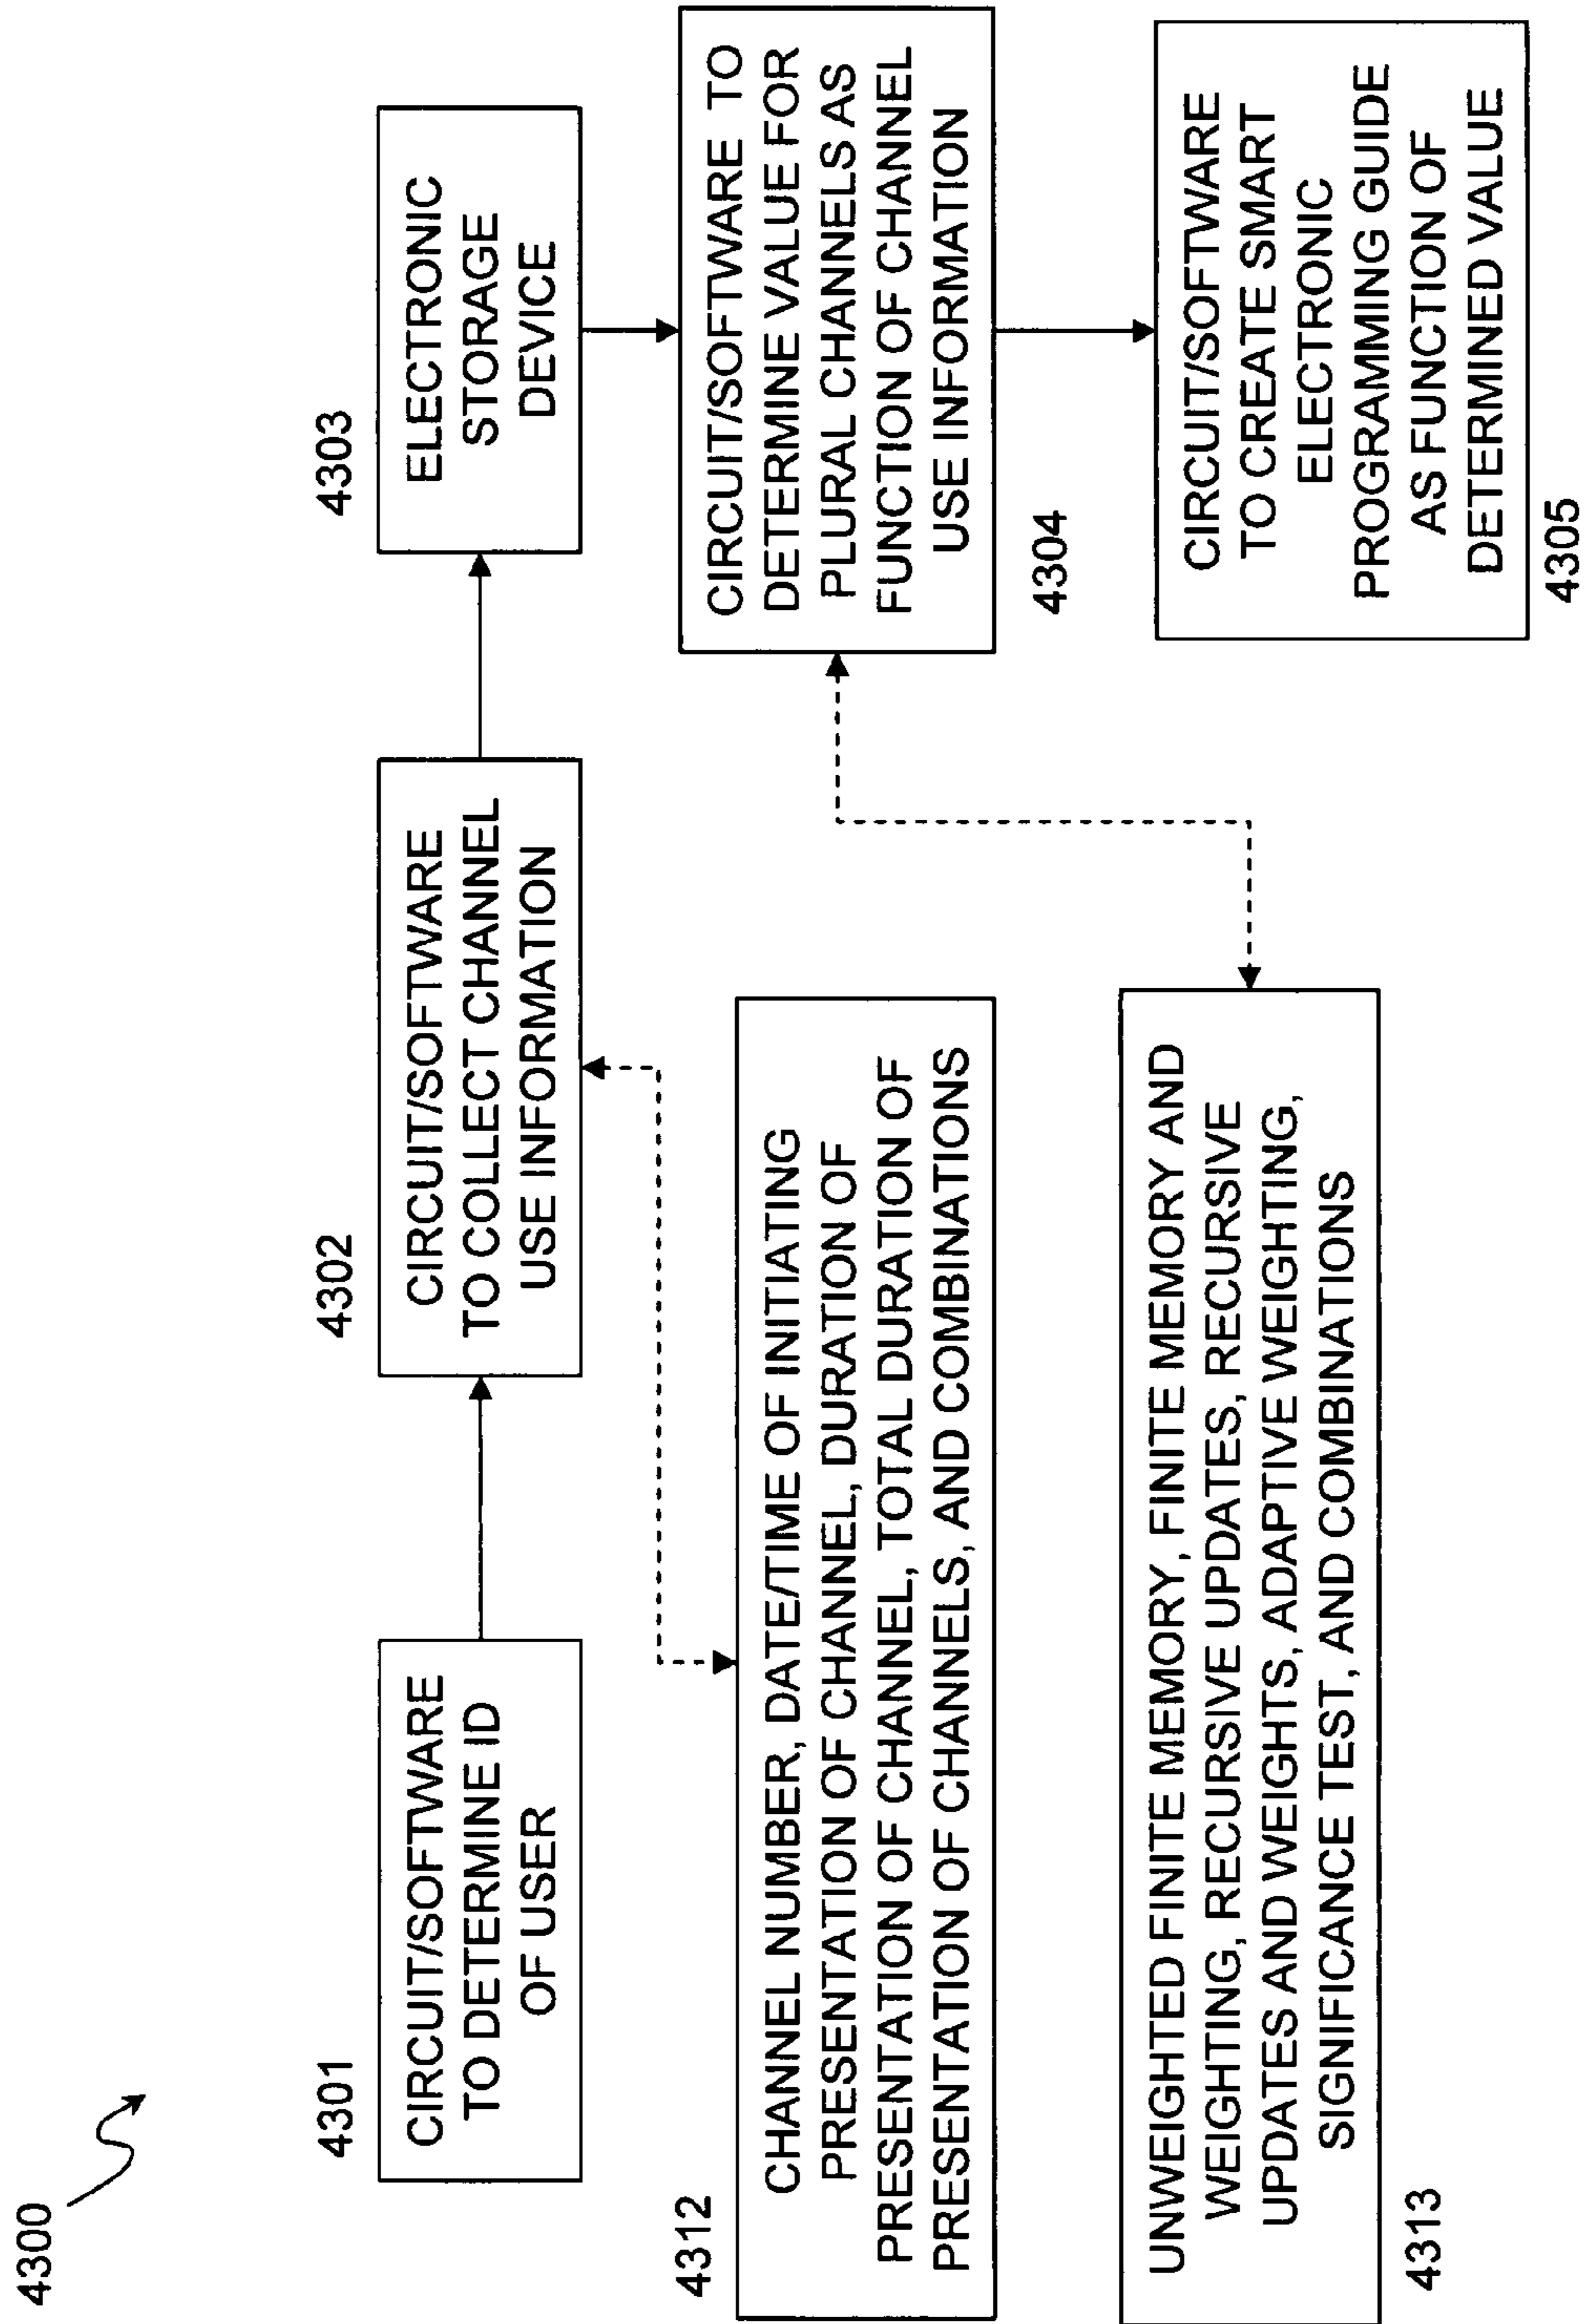 4300
4301
CIRCUIT/SOFTWARE
TO DETERMINE ID
OF USER
4302
CIRCUIT/SOFTWARE
TO COLLECT CHANNEL
USE INFORMATION
4303
ELECTRONIC
STORAGE
DEVICE
4312
CHANNEL NUMBER, DATE/TIME OF INITIATING
PRESENTATION OF CHANNEL, DURATION OF
PRESENTATION OF CHANNEL, TOTAL DURATION OF
PRESENTATION OF CHANNELS, AND COMBINATIONS
CIRCUIT/SOFTWARE TO
DETERMINE VALUE FOR
PLURAL CHANNELS AS
FUNCTION OF CHANNEL
USE INFORMATION
4304
UNWEIGHTED FINITE MEMORY, FINITE MEMORY AND
WEIGHTING, RECURSIVE UPDATES, RECURSIVE
UPDATES AND WEIGHTS, ADAPTIVE WEIGHTING,
SIGNIFICANCE TEST, AND COMBINATIONS
4313
CIRCUIT/SOFTWARE
TO CREATE SMART
ELECTRONIC
PROGRAMMING GUIDE
AS FUNCTION OF
DETERMINED VALUE
4305